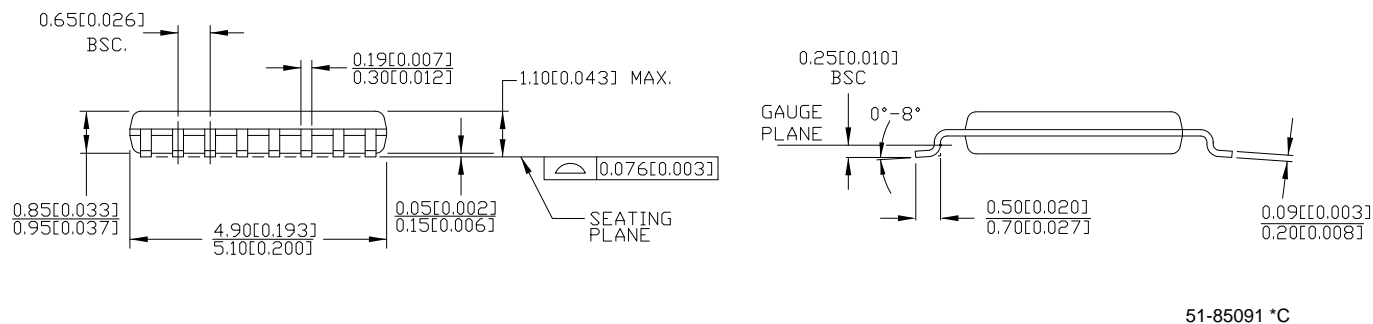 0.65[0.026]
BSC.
0.19[0.007]
0.30[0.012]
1.10[0.043] MAX.
0.076[0.003]
0.85[0.033]
0.95[0.037]
4.90[0.193]
5.10[0.200]
0.05[0.002]
0.15[0.006]
SEATING
PLANE
0.25[0.010]
BSC
GAUGE
PLANE
0°-8°
0.50[0.020]
0.70[0.027]
0.09[[0.003]
0.20[0.008]
51-85091 *C